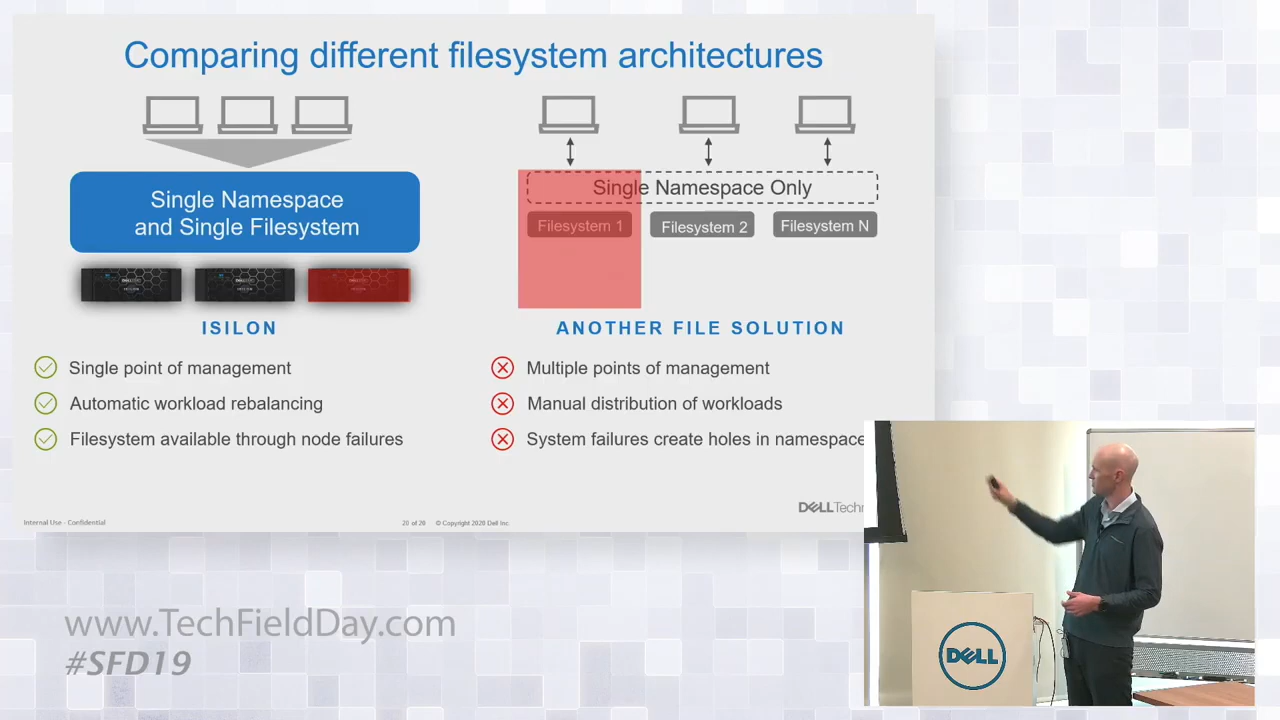 Comparing different filesystem architectures
Single Namespace
and Single Filesystem
ISILON
Single point of management
Automatic workload rebalancing
Filesystem available through node failures
Single Namespace Only
Filesystem 1
Filesystem 2
Filesystem N
ANOTHER FILE SOLUTION
Multiple points of management
Manual distribution of workloads
System failures create holes in namespace
Internal Use - Confidential
20 of 20
© Copyright 2020 Dell Inc.
DELLTechn
DELL
www.TechFieldDay.com
#SFD19